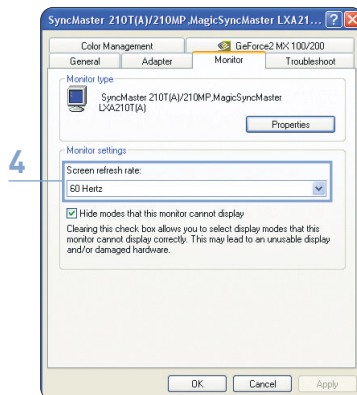 SyncMaster 210T(A)/210MP,MagicSyncMaster LXA21...
Color Management
GeForce2 MX 100/200
General
Adapter
Monitor
Troubleshoot
Monitor type
SyncMaster 210T(A)/210MP,MagicSyncMaster
LXA210T(A)
Properties
Monitor settings
4
Screen refresh rate:
60 Hertz
Hide modes that this monitor cannot display
Clearing this check box allows you to select display modes that this
monitor cannot display correctly. This may lead to an unusable display
and/or damaged hardware.
OK
Cancel
Apply